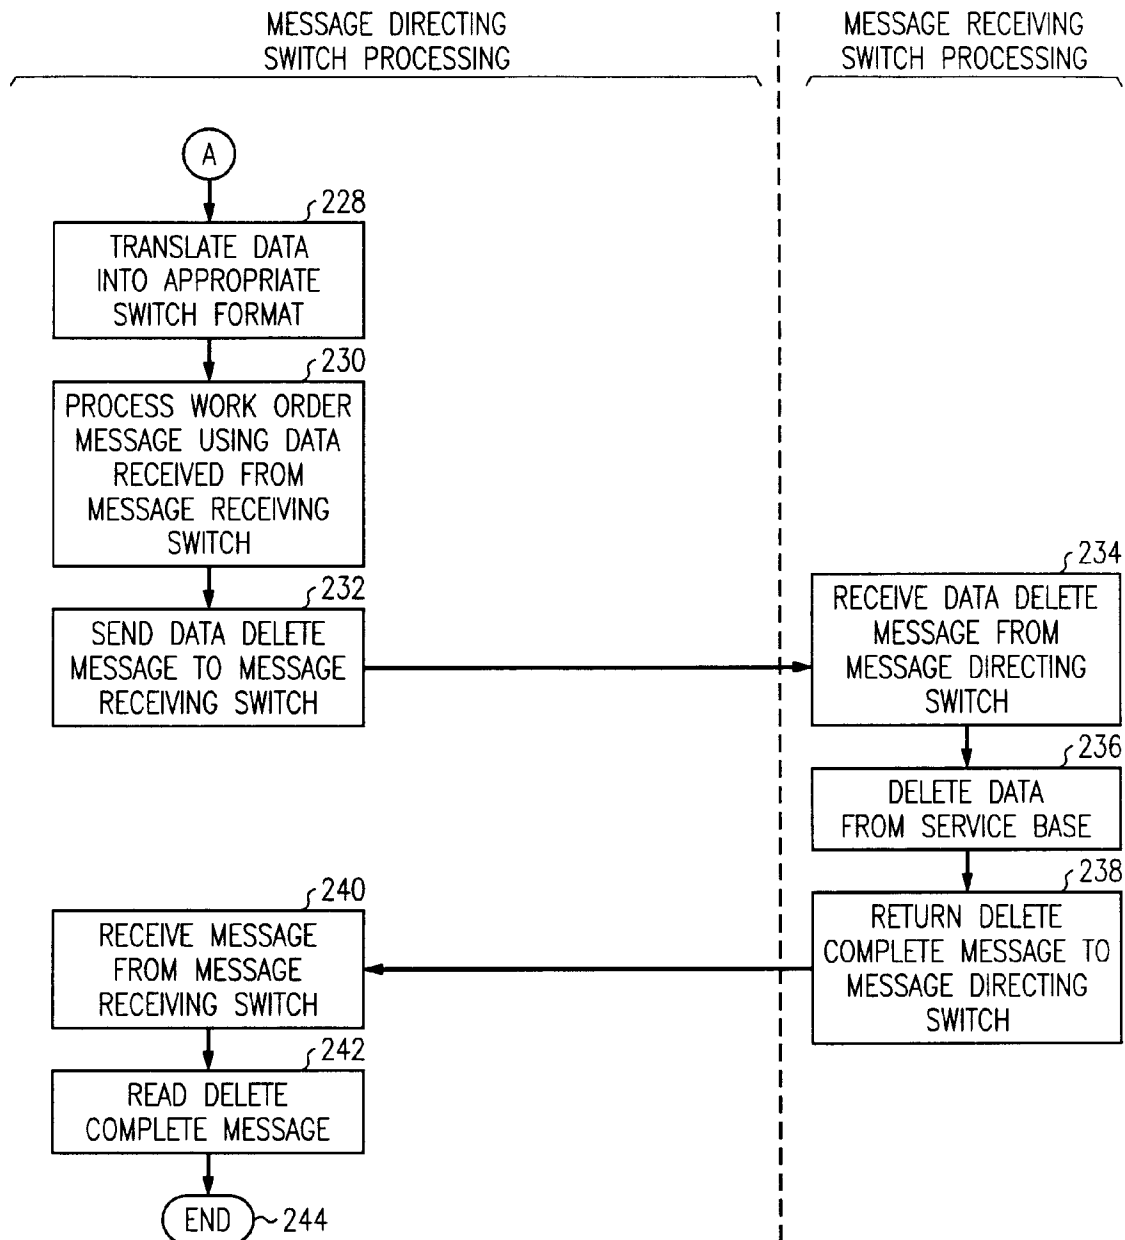 MESSAGE DIRECTING
SWITCH PROCESSING
MESSAGE RECEIVING
SWITCH PROCESSING
A
228
TRANSLATE DATA
INTO APPROPRIATE
SWITCH FORMAT
230
PROCESS WORK ORDER
MESSAGE USING DATA
RECEIVED FROM
MESSAGE RECEIVING
SWITCH
232
SEND DATA DELETE
MESSAGE TO MESSAGE
RECEIVING SWITCH
234
RECEIVE DATA DELETE
MESSAGE FROM
MESSAGE DIRECTING
SWITCH
236
DELETE DATA
FROM SERVICE BASE
238
RETURN DELETE
COMPLETE MESSAGE TO
MESSAGE DIRECTING
SWITCH
240
RECEIVE MESSAGE
FROM MESSAGE
RECEIVING SWITCH
242
READ DELETE
COMPLETE MESSAGE
END
244